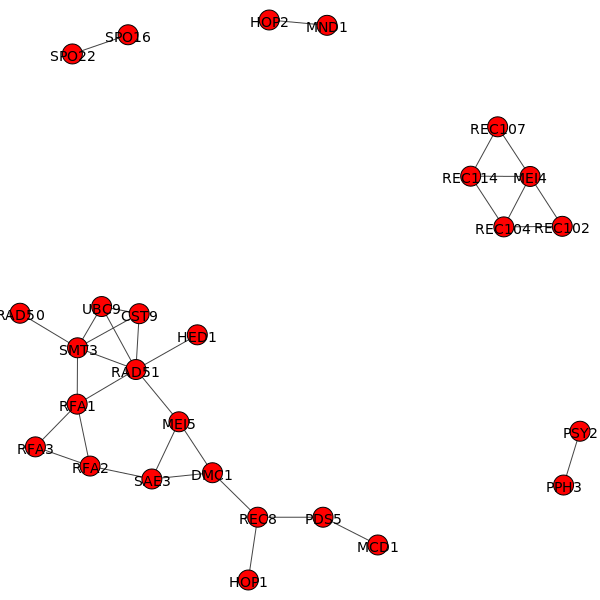 HOP2
MND1
SPO16
SPO22
REC107
REC114
MEI4
REC104
REC102
RAD50
UBC9
CST9
HED1
SMT3
RAD51
RFA1
MEI5
PSY2
RFA3
RFA2
SAE3
DMC1
PPH3
REC8
PDS5
MCD1
HOP1